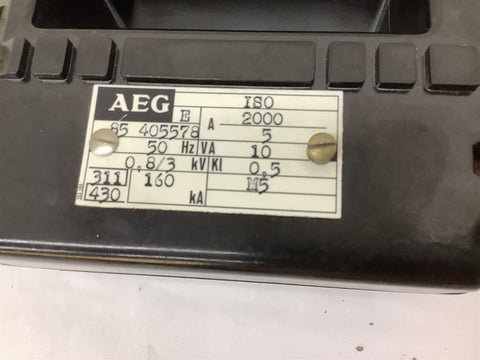 AEG ISO
E A 2000
85 405578 5
50 Hz VA 10
0,8/3 kV Kl 0,5
311 160 kA M5
430